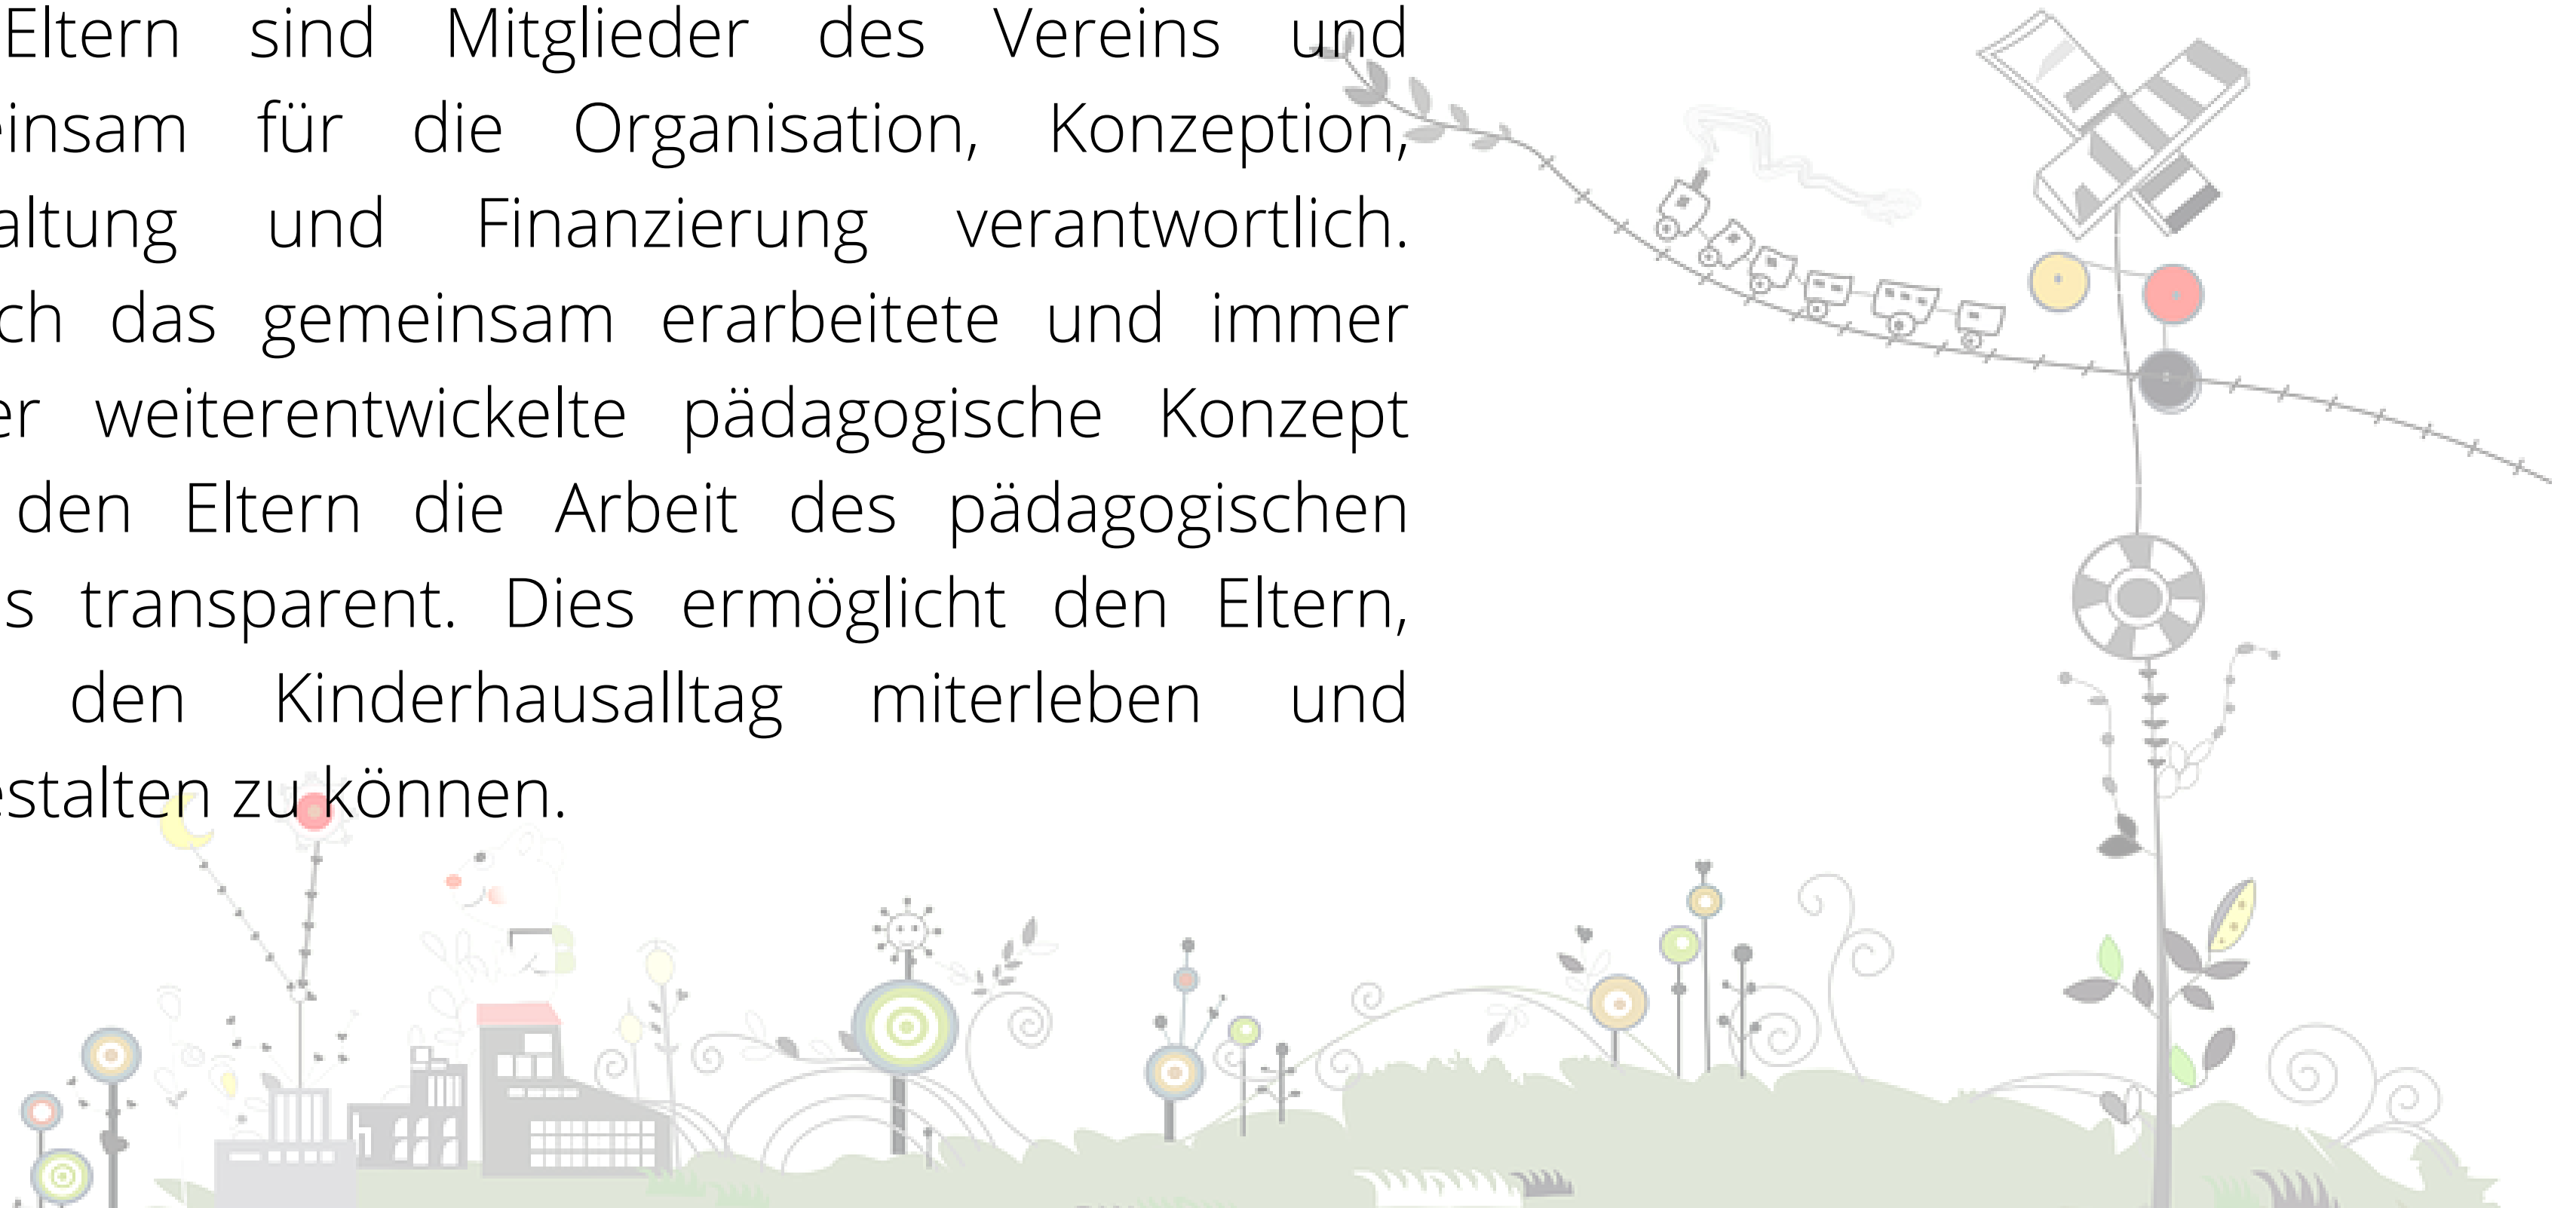 Eltern sind Mitglieder des Vereins und
einsam für die Organisation, Konzeption,
altung und Finanzierung verantwortlich.
ch das gemeinsam erarbeitete und immer
er weiterentwickelte pädagogische Konzept
den Eltern die Arbeit des pädagogischen
s transparent. Dies ermöglicht den Eltern,
den Kinderhausalltag miterleben und
estalten zu können.